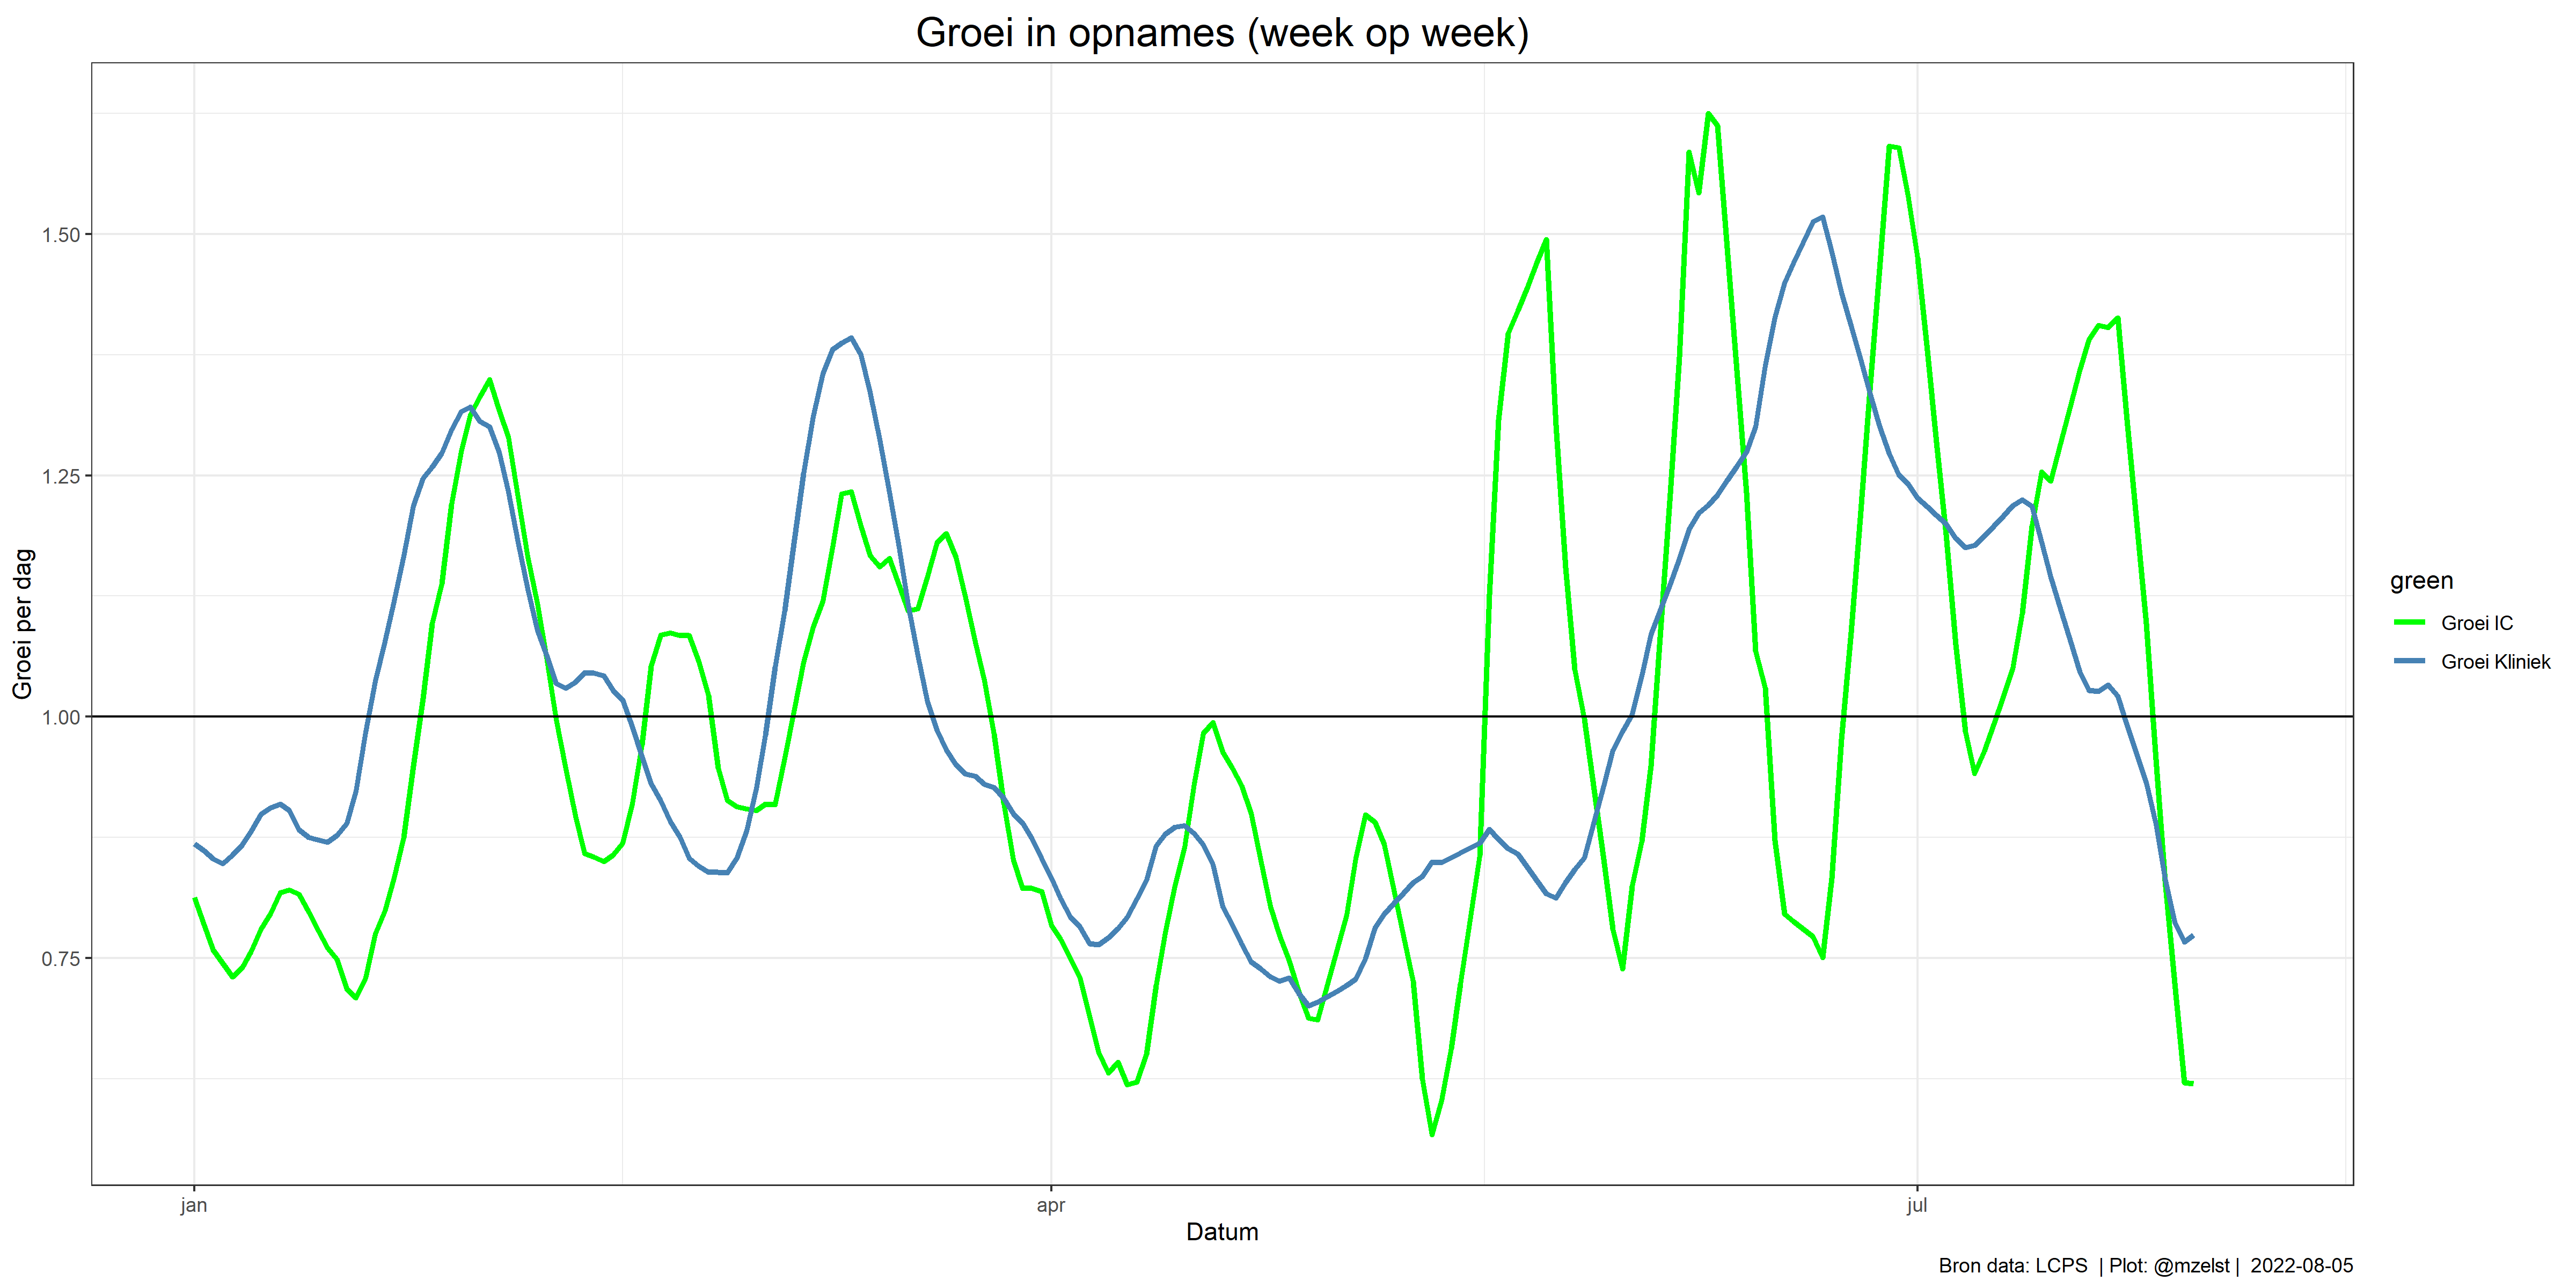 Groei in opnames (week op week)
Groei per dag
1.50
1.25
1.00
0.75
jan
apr
jul
Datum
green
Groei IC
Groei Kliniek
Bron data: LCPS | Plot: @mzelst | 2022-08-05